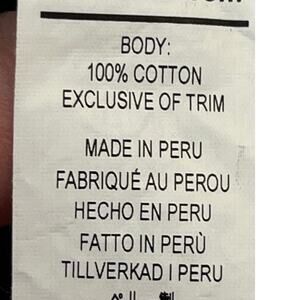 BODY:
100% COTTON
EXCLUSIVE OF TRIM
MADE IN PERU
FABRIQUÉ AU PEROU
HECHO EN PERU
FATTO IN PERÙ
TILLVERKAD I PERU